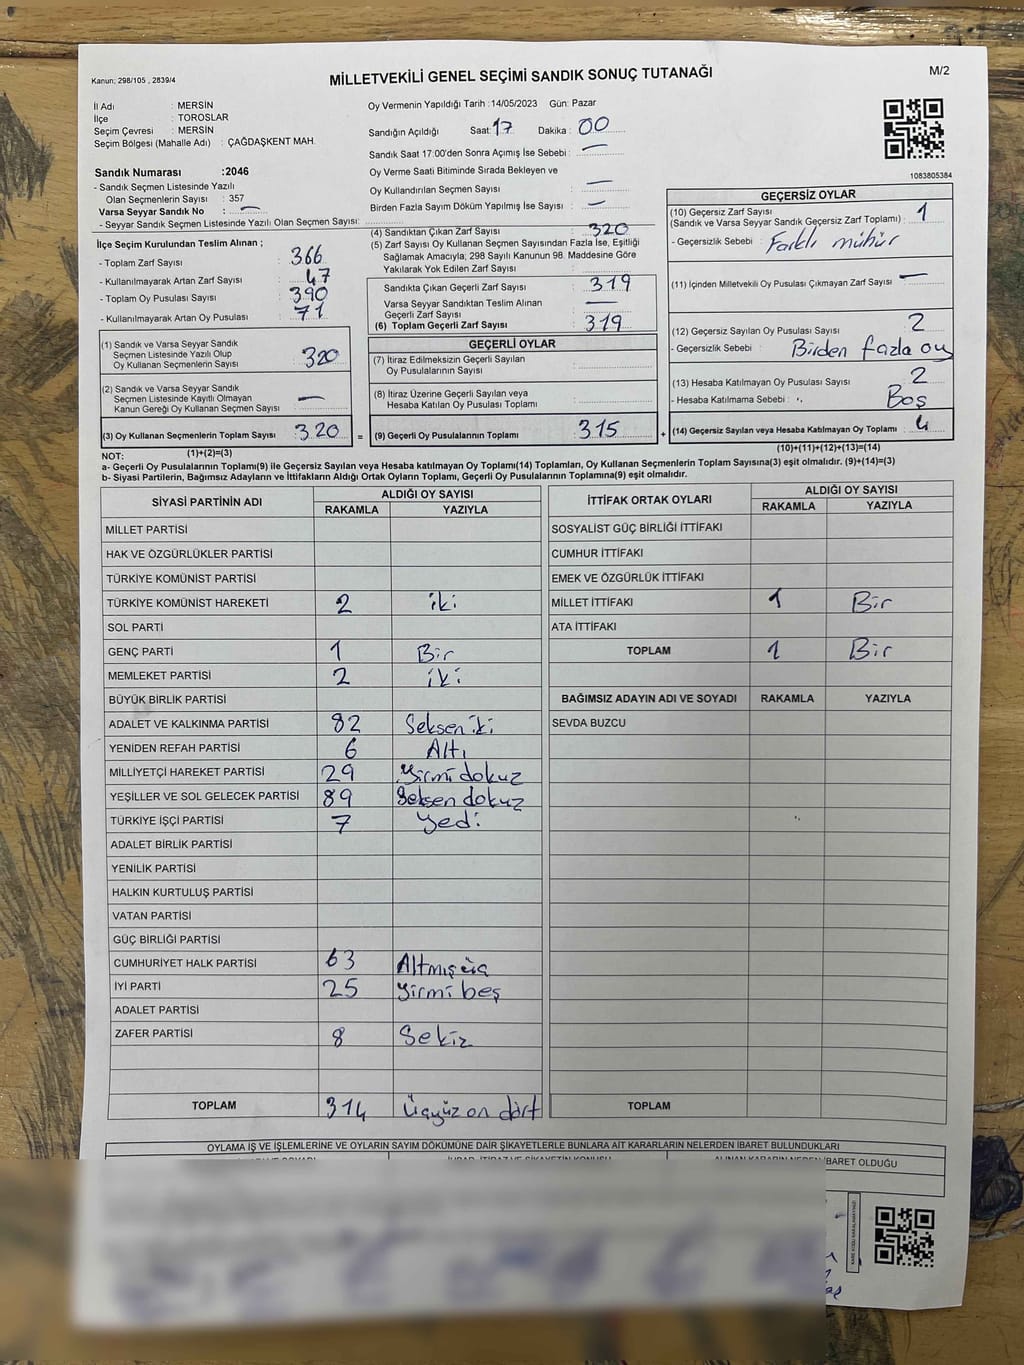 Kanun; 298/105 , 2839/4
MİLLETVEKİLİ GENEL SEÇİMİ SANDIK SONUÇ TUTANAĞI
M/2
İl Adı : MERSİN
İlçe : TOROSLAR
Seçim Çevresi : MERSİN
Seçim Bölgesi (Mahalle Adı) : ÇAĞDAŞKENT MAH.
Sandık Numarası :2046
- Sandık Seçmen Listesinde Yazılı
Olan Seçmenlerin Sayısı : 357
Varsa Seyyar Sandık No : —
- Seyyar Sandık Seçmen Listesinde Yazılı Olan Seçmen Sayısı:
İlçe Seçim Kurulundan Teslim Alınan ;
- Toplam Zarf Sayısı : 366
- Kullanılmayarak Artan Zarf Sayısı : 47
- Toplam Oy Pusulası Sayısı : 390
- Kullanılmayarak Artan Oy Pusulası : 71
(1) Sandık ve Varsa Seyyar Sandık
Seçmen Listesinde Yazılı Olup
Oy Kullanan Seçmenlerin Sayısı : 320
(2) Sandık ve Varsa Seyyar Sandık
Seçmen Listesinde Kayıtlı Olmayan
Kanun Gereği Oy Kullanan Seçmen Sayısı : —
(3) Oy Kullanan Seçmenlerin Toplam Sayısı : 320
(1)+(2)=(3)
Oy Vermenin Yapıldığı Tarih :14/05/2023 Gün: Pazar
Sandığın Açıldığı Saat: 17 Dakika : 00
Sandık Saat 17:00'den Sonra Açımış İse Sebebi : —
Oy Verme Saati Bitiminde Sırada Bekleyen ve
Oy Kullandırılan Seçmen Sayısı : —
Birden Fazla Sayım Döküm Yapılmış İse Sayısı : —
(4) Sandıktan Çıkan Zarf Sayısı : 320
(5) Zarf Sayısı Oy Kullanan Seçmen Sayısından Fazla İse, Eşitliği
Sağlamak Amacıyla; 298 Sayılı Kanunun 98. Maddesine Göre
Yakılarak Yok Edilen Zarf Sayısı :
Sandıkta Çıkan Geçerli Zarf Sayısı : 319
Varsa Seyyar Sandıktan Teslim Alınan
Geçerli Zarf Sayısı : —
(6) Toplam Geçerli Zarf Sayısı : 319
GEÇERLİ OYLAR
(7) İtiraz Edilmeksizin Geçerli Sayılan
Oy Pusulalarının Sayısı :
(8) İtiraz Üzerine Geçerli Sayılan veya
Hesaba Katılan Oy Pusulası Toplamı :
= (9) Geçerli Oy Pusulalarının Toplamı : 315 +
1083805384
GEÇERSİZ OYLAR
(10) Geçersiz Zarf Sayısı
(Sandık ve Varsa Seyyar Sandık Geçersiz Zarf Toplamı) : 1
- Geçersizlik Sebebi : Farklı mühür
(11) İçinden Milletvekili Oy Pusulası Çıkmayan Zarf Sayısı : —
(12) Geçersiz Sayılan Oy Pusulası Sayısı : 2
- Geçersizlik Sebebi : Birden fazla oy
(13) Hesaba Katılmayan Oy Pusulası Sayısı : 2
- Hesaba Katılmama Sebebi : Boş
(14) Geçersiz Sayılan veya Hesaba Katılmayan Oy Toplamı : 4
(10)+(11)+(12)+(13)=(14)
NOT:
a- Geçerli Oy Pusulalarının Toplamı(9) ile Geçersiz Sayılan veya Hesaba katılmayan Oy Toplamı(14) Toplamları, Oy Kullanan Seçmenlerin Toplam Sayısına(3) eşit olmalıdır. (9)+(14)=(3)
b- Siyasi Partilerin, Bağımsız Adayların ve İttifakların Aldığı Ortak Oyların Toplamı, Geçerli Oy Pusulalarının Toplamına(9) eşit olmalıdır.
SİYASİ PARTİNİN ADI ALDIĞI OY SAYISI
RAKAMLA YAZIYLA
MİLLET PARTİSİ
HAK VE ÖZGÜRLÜKLER PARTİSİ
TÜRKİYE KOMÜNİST PARTİSİ
TÜRKİYE KOMÜNİST HAREKETİ 2 iki
SOL PARTİ
GENÇ PARTİ 1 Bir
MEMLEKET PARTİSİ 2 iki
BÜYÜK BİRLİK PARTİSİ
ADALET VE KALKINMA PARTİSİ 82 Seksen iki
YENİDEN REFAH PARTİSİ 6 Altı
MİLLİYETÇİ HAREKET PARTİSİ 29 Yirmi dokuz
YEŞİLLER VE SOL GELECEK PARTİSİ 89 Seksen dokuz
TÜRKİYE İŞÇİ PARTİSİ 7 Yedi
ADALET BİRLİK PARTİSİ
YENİLİK PARTİSİ
HALKIN KURTULUŞ PARTİSİ
VATAN PARTİSİ
GÜÇ BİRLİĞİ PARTİSİ
CUMHURİYET HALK PARTİSİ 63 Altmış üç
İYİ PARTİ 25 Yirmi beş
ADALET PARTİSİ
ZAFER PARTİSİ 8 Sekiz
TOPLAM 314 Üçyüz on dört
İTTİFAK ORTAK OYLARI ALDIĞI OY SAYISI
RAKAMLA YAZIYLA
SOSYALİST GÜÇ BİRLİĞİ İTTİFAKI
CUMHUR İTTİFAKI
EMEK VE ÖZGÜRLÜK İTTİFAKI
MİLLET İTTİFAKI 1 Bir
ATA İTTİFAKI
TOPLAM 1 Bir
BAĞIMSIZ ADAYIN ADI VE SOYADI RAKAMLA YAZIYLA
SEVDA BUZCU
TOPLAM
OYLAMA İŞ VE İŞLEMLERİNE VE OYLARIN SAYIM DÖKÜMÜNE DAİR ŞİKAYETLERLE BUNLARA AİT KARARLARIN NELERDEN İBARET BULUNDUKLARI
ALINAN KARARIN NEDEN İBARET OLDUĞU